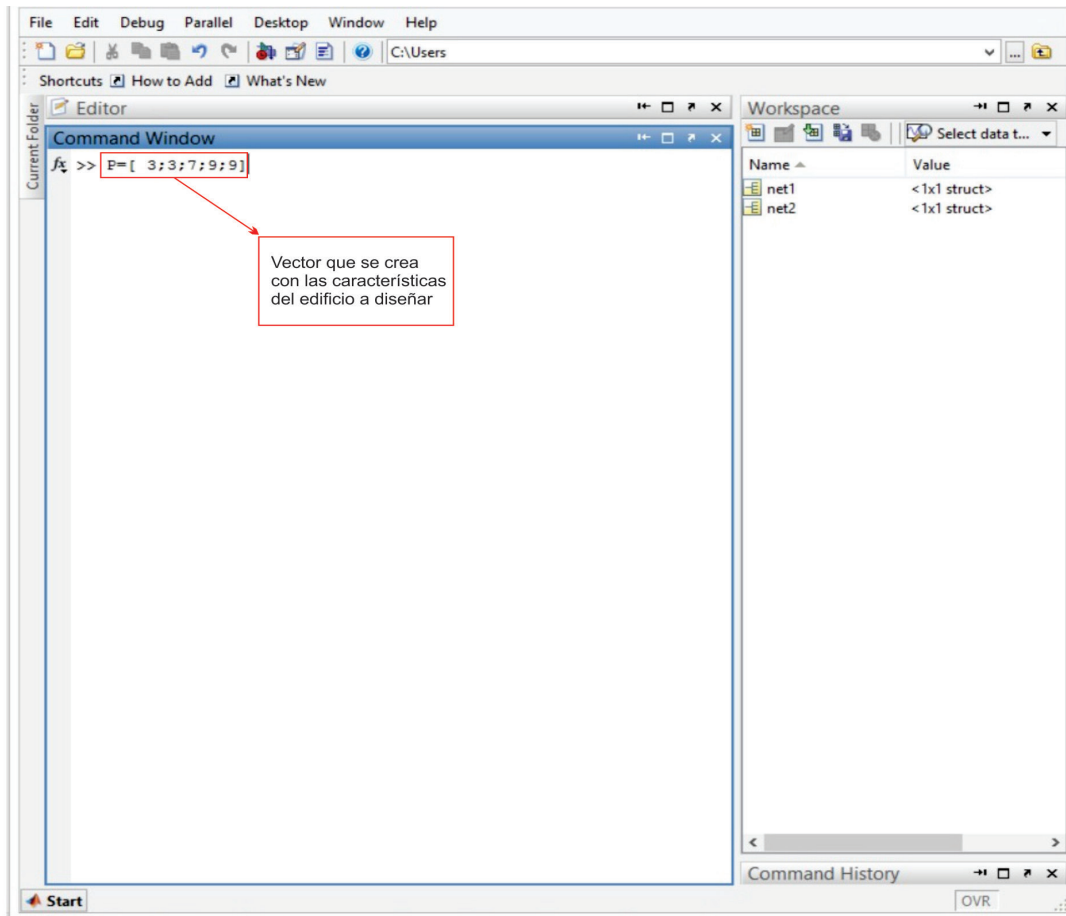 File Edit Debug Parallel Desktop Window Help
C:\Users
Shortcuts How to Add What's New
Current Folder
Editor
Workspace
Command Window
Select data t...
fx >> P=[ 3;3;7;9;9]
Name Value
net1 <1x1 struct>
net2 <1x1 struct>
Vector que se crea
con las características
del edificio a diseñar
Command History
Start
OVR